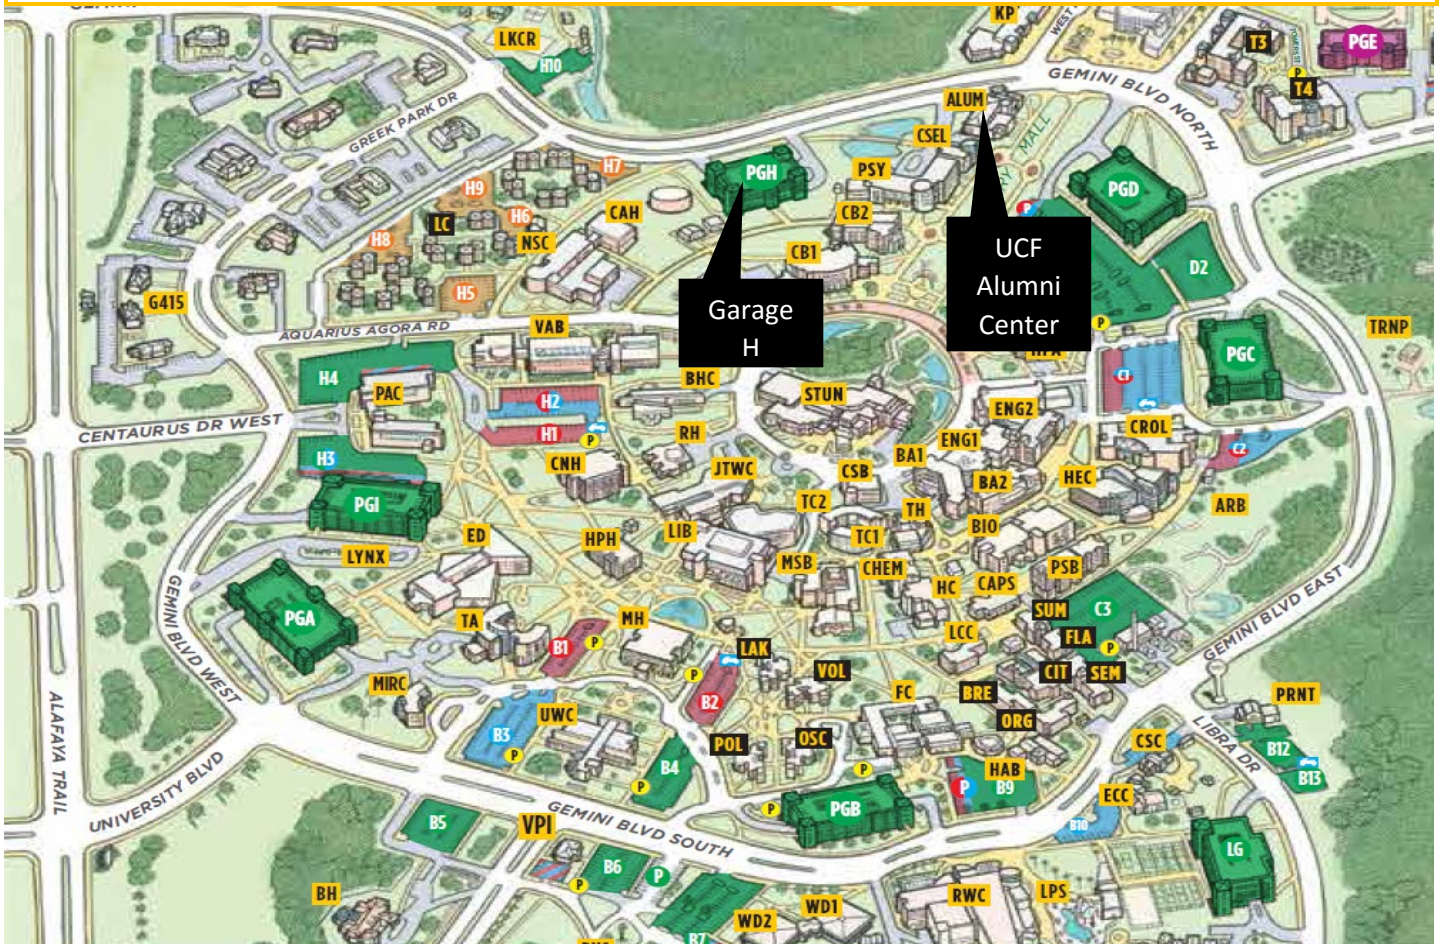 KP
LKCR
T3
PGE
H10
GEMINI BLVD NORTH
T4
P
ALUM
GREEK PARK DR
CSEL
MALL
H7
PGH
PSY
H9
PGD
LC
H6
CAH
CB2
P
H8
NSC
CB1
UCF
Alumni
Center
D2
H5
G415
Garage
H
AQUARIUS AGORA RD
VAB
P
TRNP
PGC
H4
PAC
BHC
C1
STUN
H2
ENG2
CENTAURUS DR WEST
H1
P
RH
ENG1
CROL
H3
CNH
JTWC
CSB
BA1
C2
PGI
TC2
BA2
HEC
ARB
LIB
TH
BIO
ED
HPH
TC1
LYNX
MSB
CHEM
PSB
HC
CAPS
PGA
TA
MH
SUM
C3
GEMINI BLVD EAST
GEMINI BLVD WEST
B1
P
LAK
LCC
FLA
P
MIRC
P
VOL
CIT
SEM
B2
BRE
FC
PRNT
ALAFAYA TRAIL
UWC
ORG
B3
POL
OSC
CSC
LIBRA DR
B12
P
B4
P
HAB
B13
UNIVERSITY BLVD
P
P
B9
P
PGB
ECC
GEMINI BLVD SOUTH
B5
VPI
B10
LG
B6
P
P
BH
RWC
LPS
WD1
WD2
B7